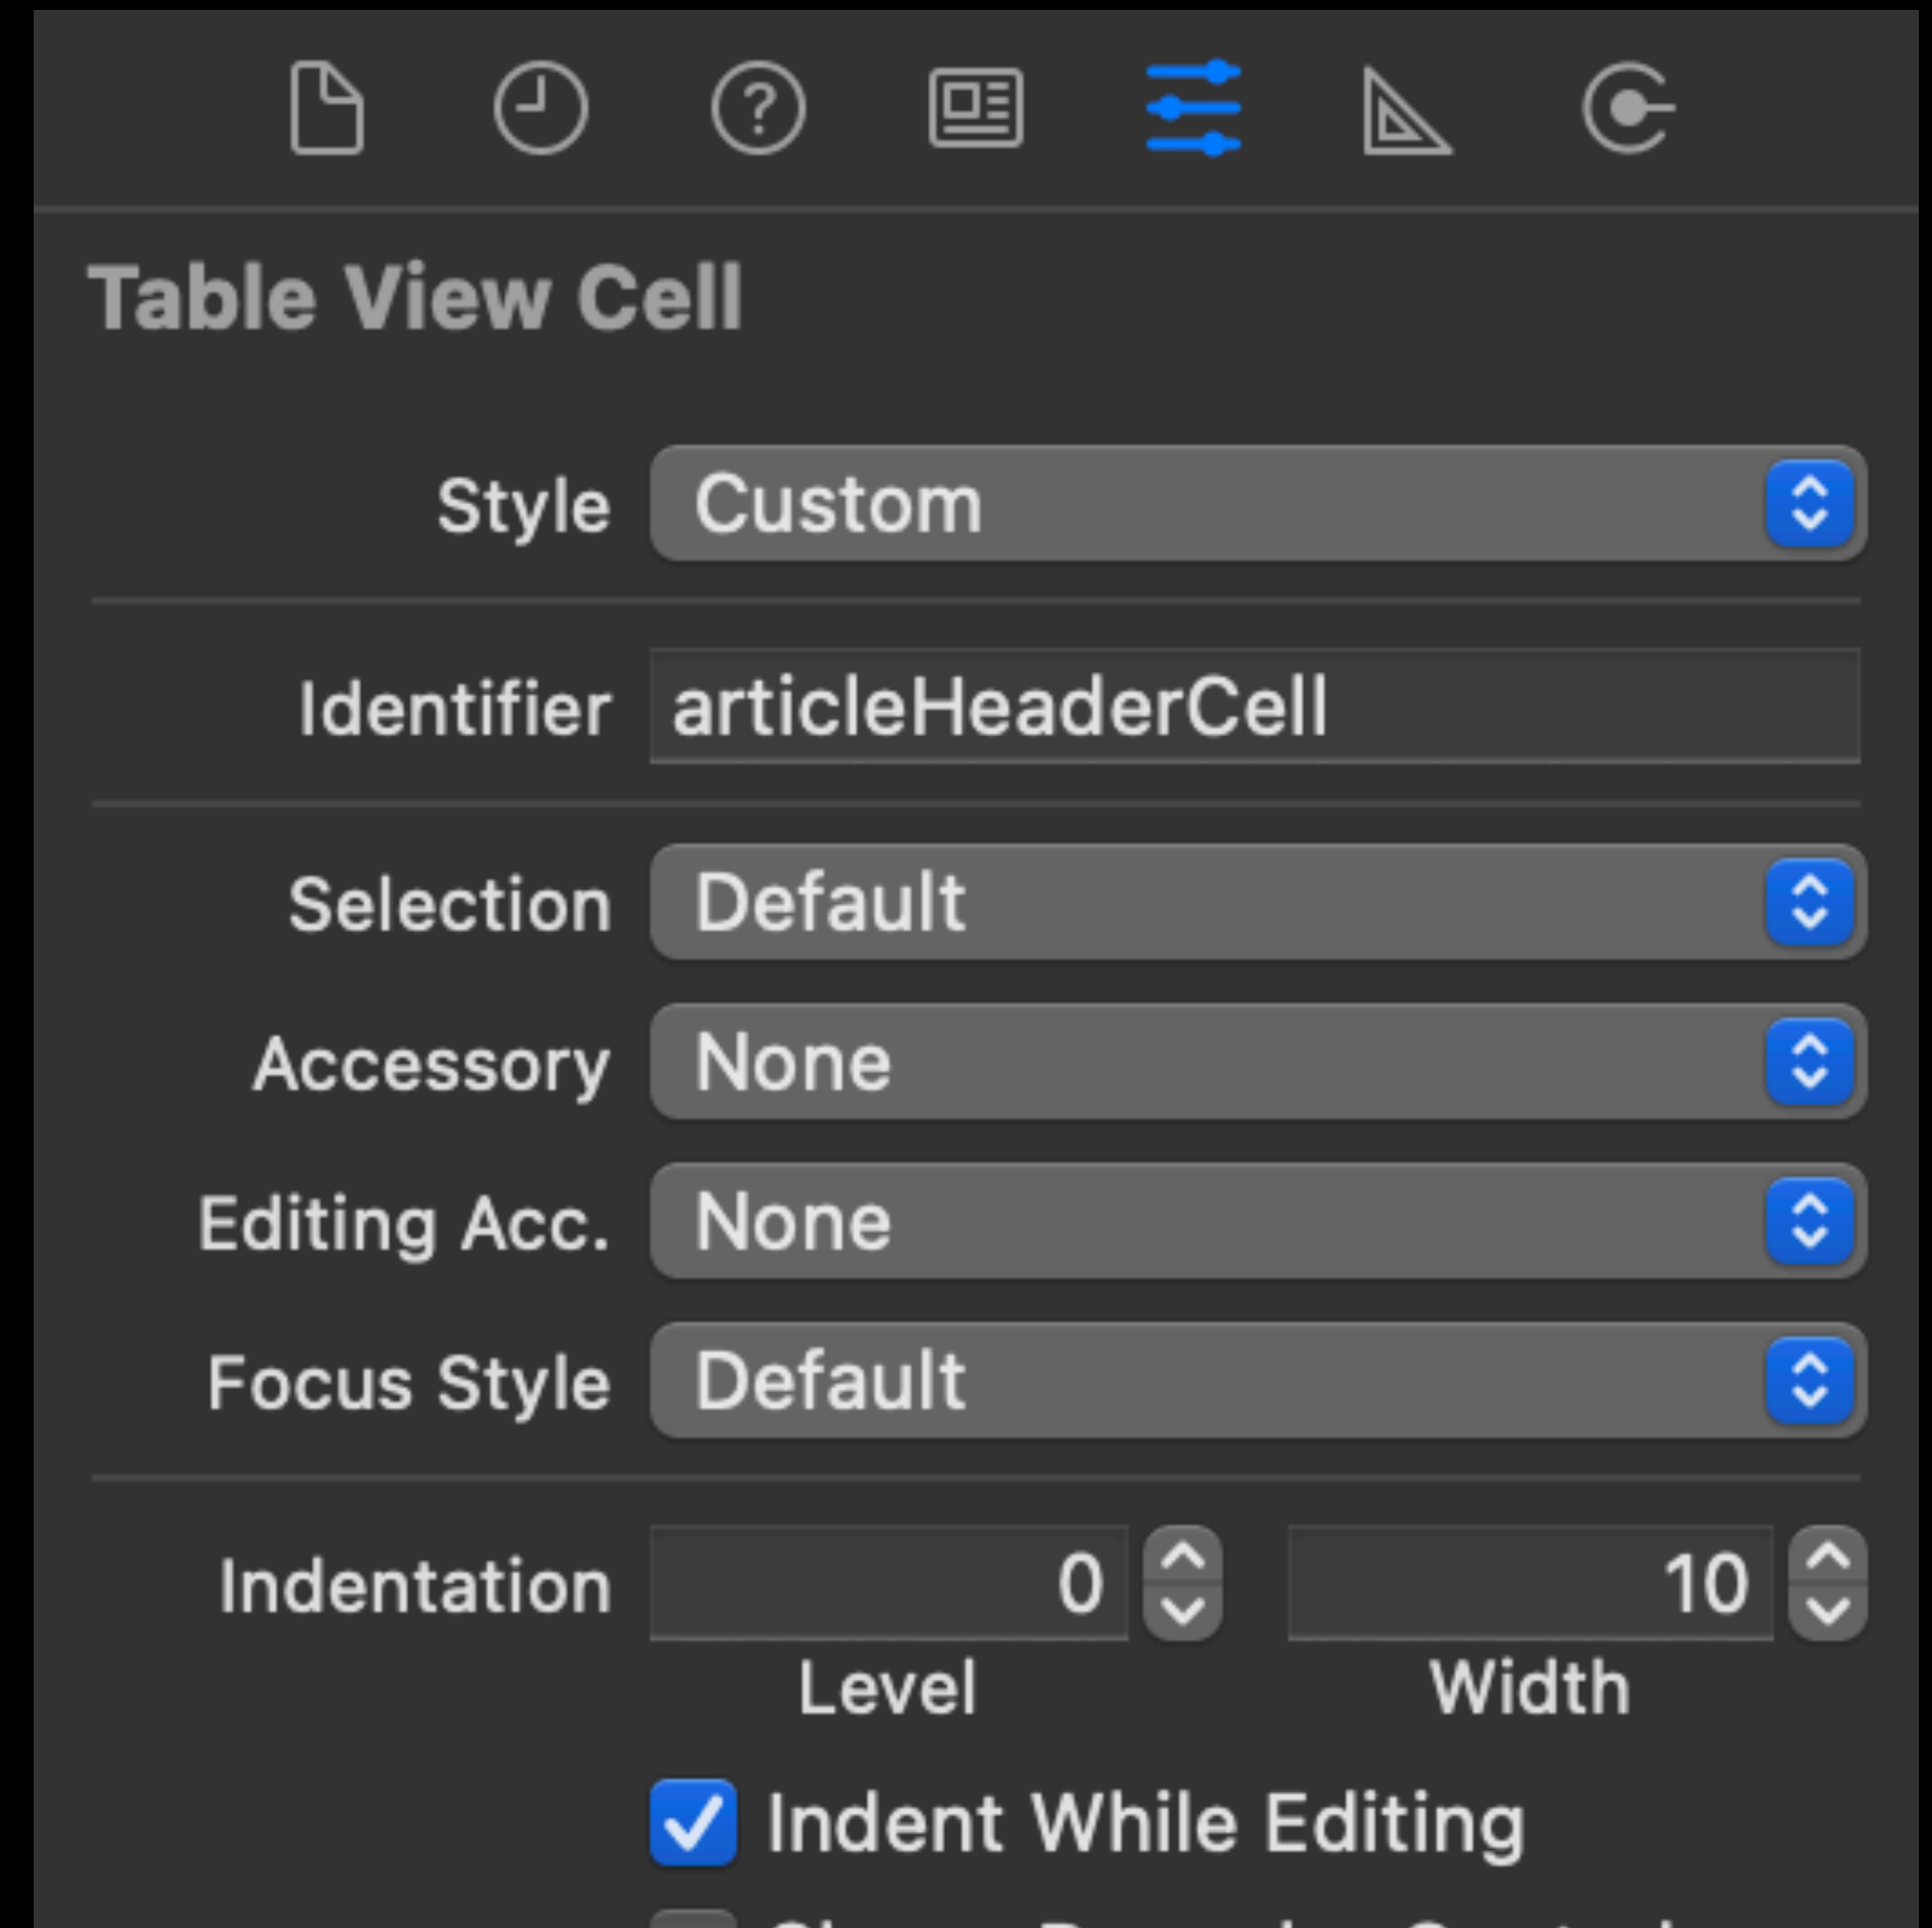 Table View Cell
Style Custom
Identifier articleHeaderCell
Selection Default
Accessory None
Editing Acc. None
Focus Style Default
Indentation 0 10
Level Width
Indent While Editing